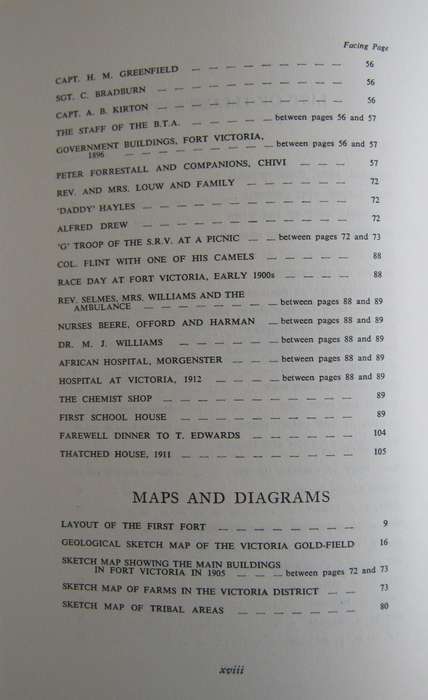 Facing Page
CAPT. H. M. GREENFIELD — — — — — — — — 56
SGT. C. BRADBURN — — — — — — — — — 56
CAPT. A. B. KIRTON — — — — — — — — — 56
THE STAFF OF THE B.T.A. — — — — between pages 56 and 57
GOVERNMENT BUILDINGS, FORT VICTORIA,
1896 — — — — — — — between pages 56 and 57
PETER FORRESTALL AND COMPANIONS, CHIVI — — — 57
REV. AND MRS. LOUW AND FAMILY — — — — — — 72
'DADDY' HAYLES — — — — — — — — — — 72
ALFRED DREW — — — — — — — — — — 72
'G' TROOP OF THE S.R.V. AT A PICNIC — — between pages 72 and 73
COL. FLINT WITH ONE OF HIS CAMELS — — — — — 88
RACE DAY AT FORT VICTORIA, EARLY 1900s — — — — 88
REV. SELMES, MRS. WILLIAMS AND THE
AMBULANCE — — — — — — — between pages 88 and 89
NURSES BEERE, OFFORD AND HARMAN — between pages 88 and 89
DR. M. J. WILLIAMS — — — — — between pages 88 and 89
AFRICAN HOSPITAL, MORGENSTER — — between pages 88 and 89
HOSPITAL AT VICTORIA, 1912 — — — between pages 88 and 89
THE CHEMIST SHOP — — — — — — — — — 89
FIRST SCHOOL HOUSE — — — — — — — — 89
FAREWELL DINNER TO T. EDWARDS — — — — — — 104
THATCHED HOUSE, 1911 — — — — — — — — 105
MAPS AND DIAGRAMS
LAYOUT OF THE FIRST FORT — — — — — — — 9
GEOLOGICAL SKETCH MAP OF THE VICTORIA GOLD-FIELD 16
SKETCH MAP SHOWING THE MAIN BUILDINGS
IN FORT VICTORIA IN 1905 — — — between pages 72 and 73
SKETCH MAP OF FARMS IN THE VICTORIA DISTRICT — — 73
SKETCH MAP OF TRIBAL AREAS — — — — — — 80
xviii